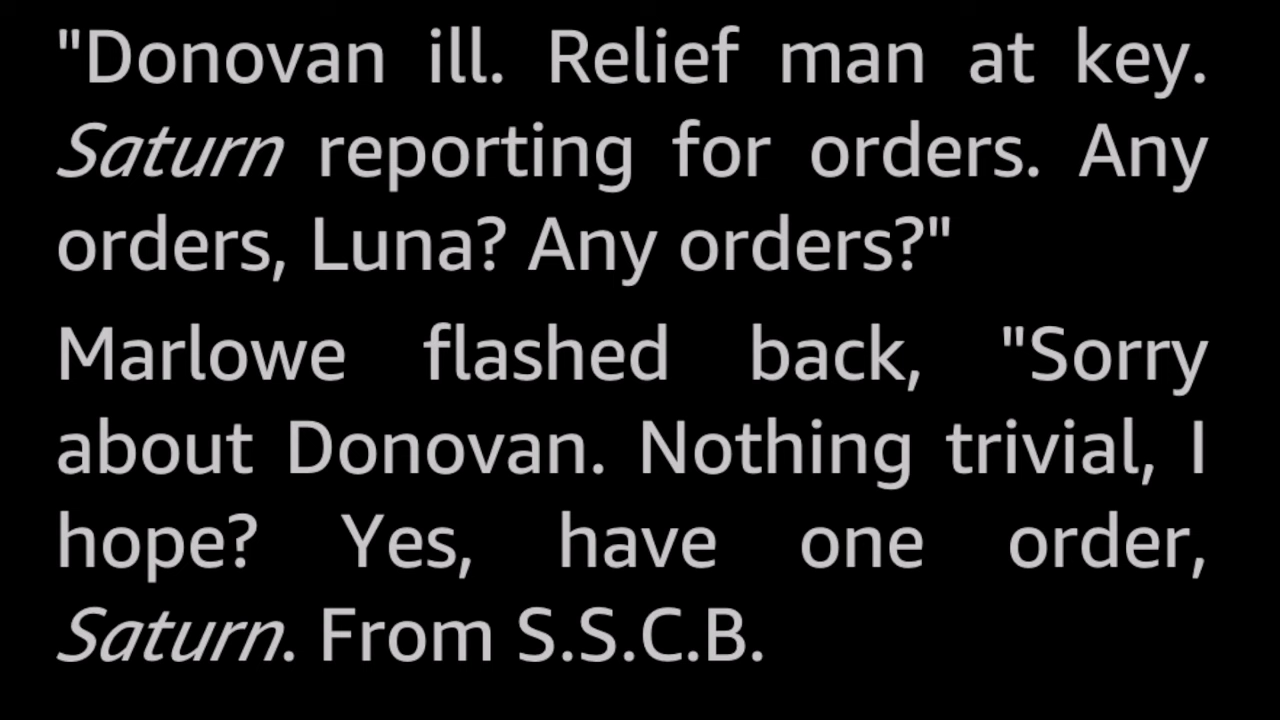 "Donovan ill. Relief man at key.
Saturn reporting for orders. Any
orders, Luna? Any orders?"
Marlowe flashed back, "Sorry
about Donovan. Nothing trivial, I
hope? Yes, have one order,
Saturn. From S.S.C.B.